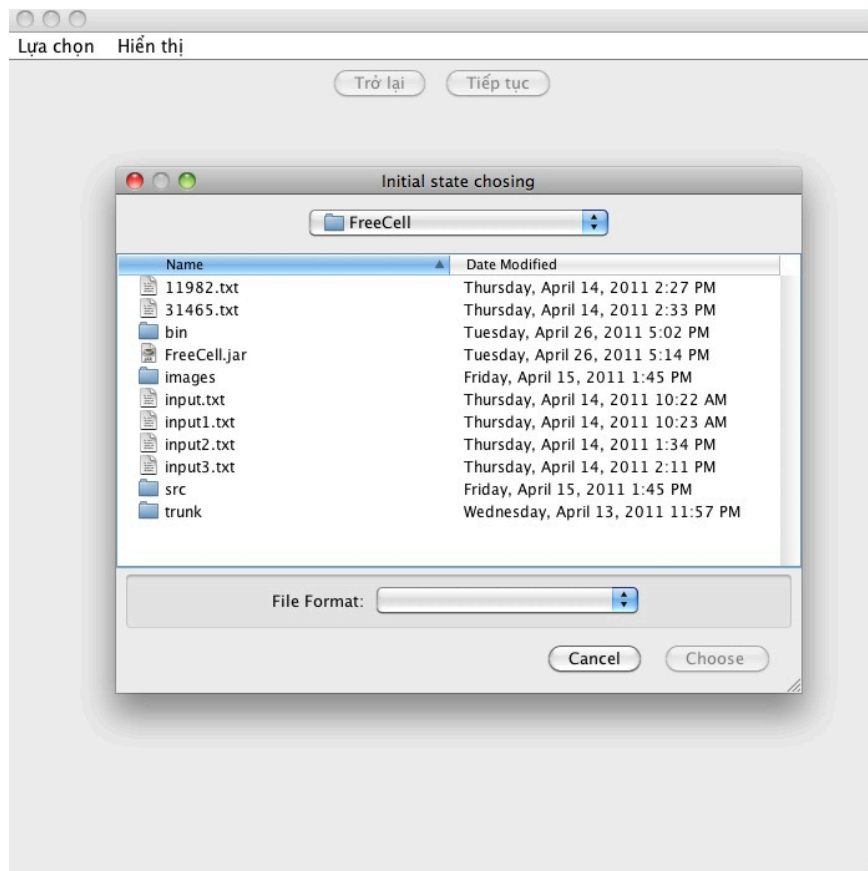 Lựa chọn Hiển thị
Trở lại Tiếp tục
Initial state chosing
FreeCell
Name Date Modified
11982.txt Thursday, April 14, 2011 2:27 PM
31465.txt Thursday, April 14, 2011 2:33 PM
bin Tuesday, April 26, 2011 5:02 PM
FreeCell.jar Tuesday, April 26, 2011 5:14 PM
images Friday, April 15, 2011 1:45 PM
input.txt Thursday, April 14, 2011 10:22 AM
input1.txt Thursday, April 14, 2011 10:23 AM
input2.txt Thursday, April 14, 2011 1:34 PM
input3.txt Thursday, April 14, 2011 2:11 PM
src Friday, April 15, 2011 1:45 PM
trunk Wednesday, April 13, 2011 11:57 PM
File Format:
Cancel Choose